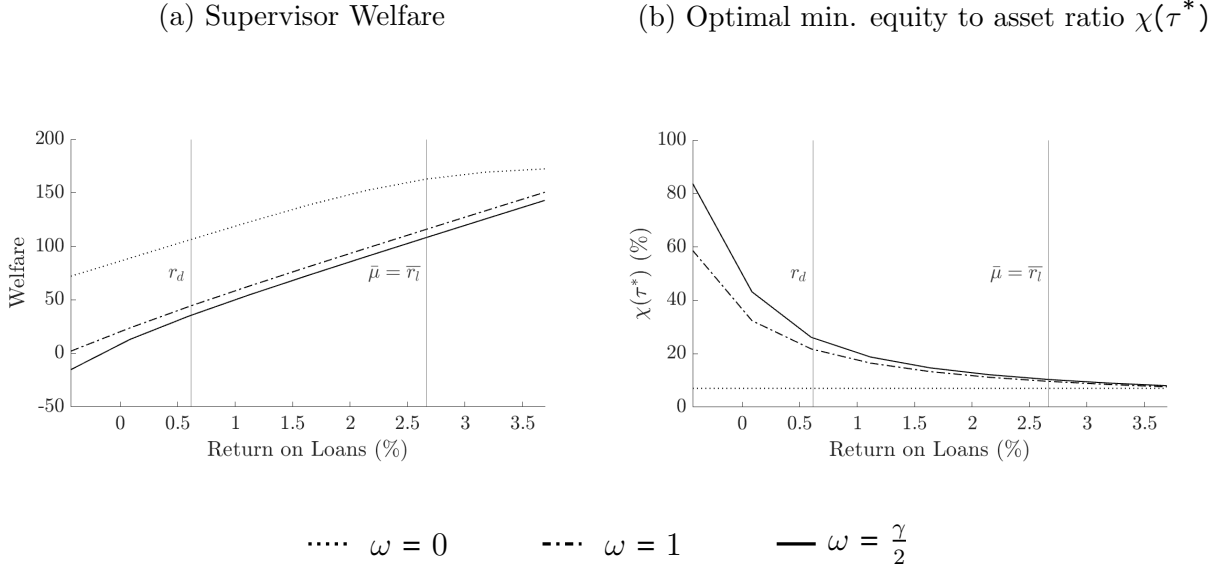 (a) Supervisor Welfare
(b) Optimal min. equity to asset ratio χ(τ*)
200
150
100
50
0
-50
Welfare
r_d
μ̄ = r̄_l
0 0.5 1 1.5 2 2.5 3 3.5
Return on Loans (%)
100
80
60
40
20
0
χ(τ*) (%)
r_d
μ̄ = r̄_l
0 0.5 1 1.5 2 2.5 3 3.5
Return on Loans (%)
ω = 0 ω = 1 ω = γ/2